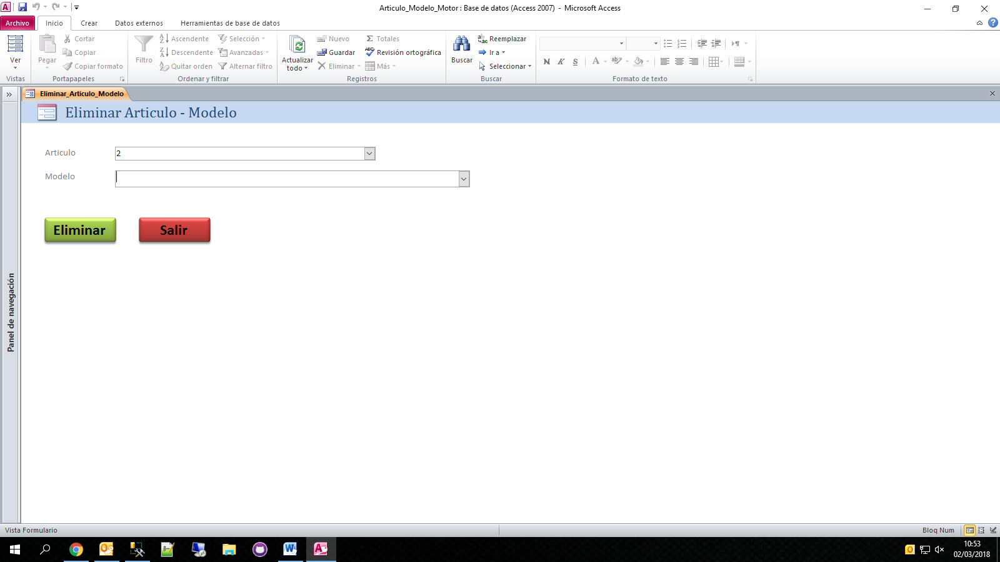 Articulo_Modelo_Motor : Base de datos (Access 2007) - Microsoft Access
Archivo Inicio Crear Datos externos Herramientas de base de datos
Ver
Vistas
Pegar
Cortar
Copiar
Copiar formato
Portapapeles
Filtro
Ascendente
Descendente
Quitar orden
Selección
Avanzadas
Alternar filtro
Ordenar y filtrar
Actualizar
todo
Nuevo
Guardar
Eliminar
Totales
Revisión ortográfica
Más
Registros
Buscar
Reemplazar
Ir a
Seleccionar
Buscar
N K S
Formato de texto
Eliminar_Articulo_Modelo
Eliminar Articulo - Modelo
Articulo 2
Modelo
Eliminar Salir
Panel de navegación
Vista Formulario Bloq Num
10:53
02/03/2018